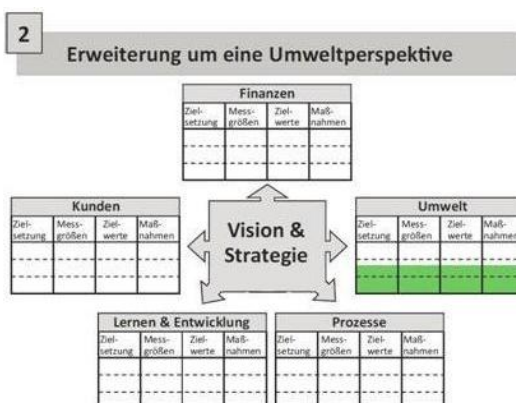 2
Erweiterung um eine Umweltperspektive
Finanzen
Ziel- Mess- Ziel- Maß-
setzung größen werte nahmen
Kunden
Ziel- Mess- Ziel- Maß-
setzung größen werte nahmen
Vision &
Strategie
Umwelt
Ziel- Mess- Ziel- Maß-
setzung größen werte nahmen
Lernen & Entwicklung
Ziel- Mess- Ziel- Maß-
setzung größen werte nahmen
Prozesse
Ziel- Mess- Ziel- Maß-
setzung größen werte nahmen